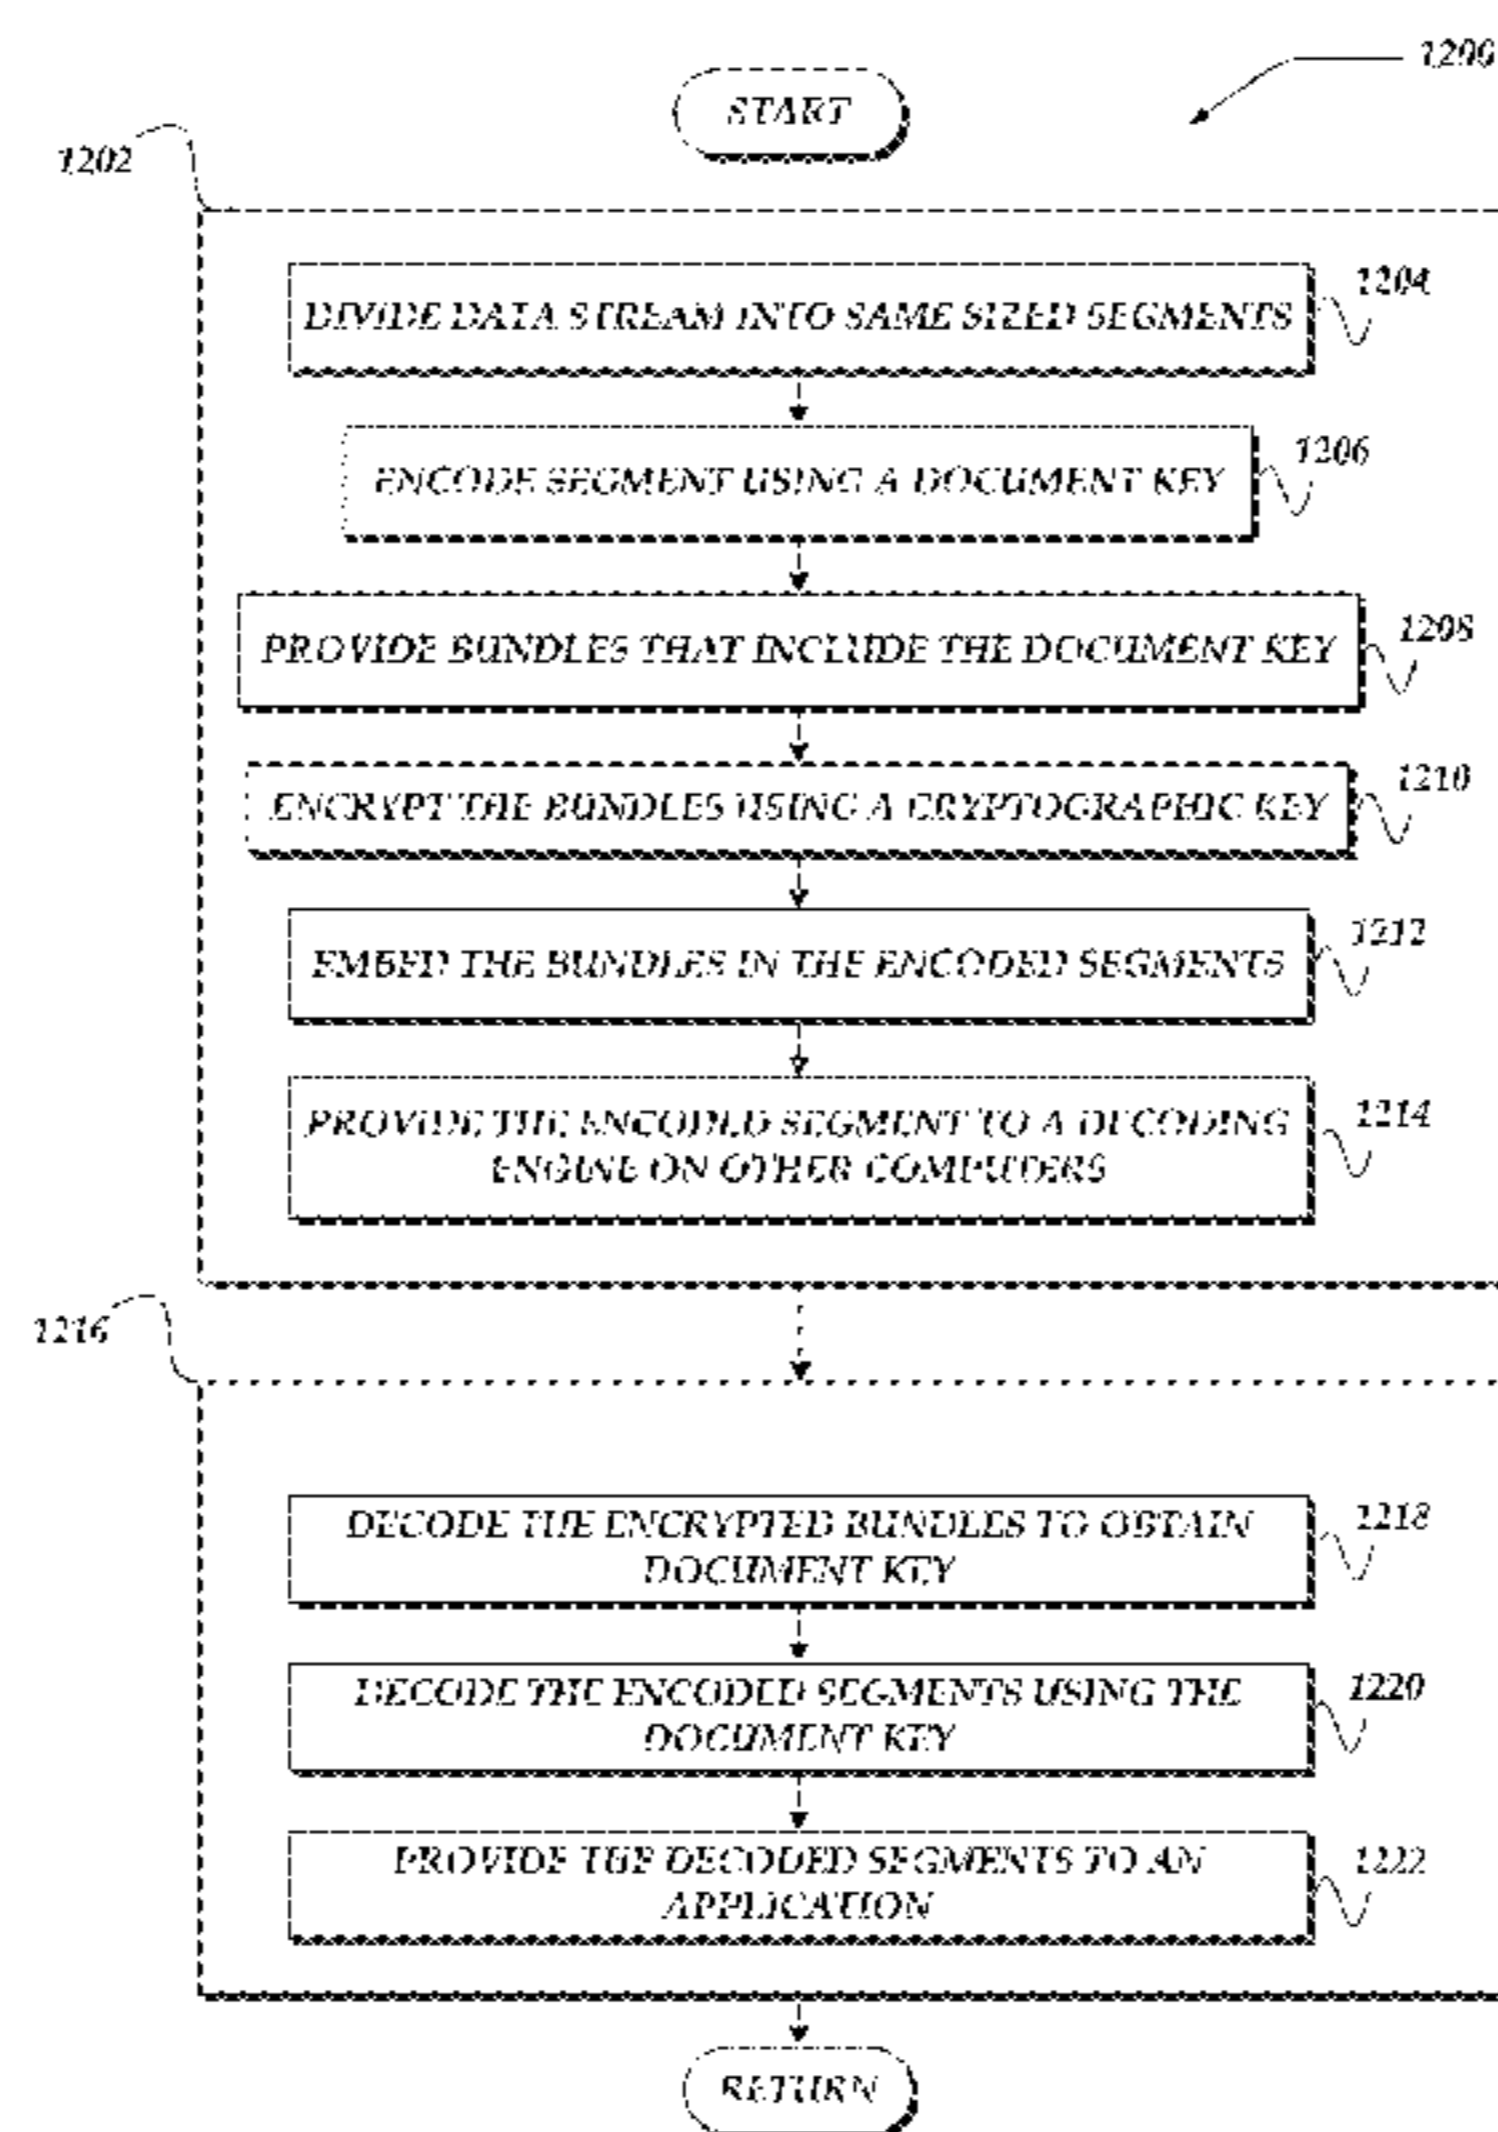 1200
START
1202
DIVIDE DATA STREAM INTO SAME SIZED SEGMENTS
1204
ENCODE SEGMENT USING A DOCUMENT KEY
1206
PROVIDE BUNDLES THAT INCLUDE THE DOCUMENT KEY
1208
ENCRYPT THE BUNDLES USING A CRYPTOGRAPHIC KEY
1210
EMBED THE BUNDLES IN THE ENCODED SEGMENTS
1212
PROVIDE THE ENCODED SEGMENT TO A DECODING
ENGINE ON OTHER COMPUTERS
1214
1216
DECODE THE ENCRYPTED BUNDLES TO OBTAIN
DOCUMENT KEY
1218
DECODE THE ENCODED SEGMENTS USING THE
DOCUMENT KEY
1220
PROVIDE THE DECODED SEGMENTS TO AN
APPLICATION
1222
RETURN